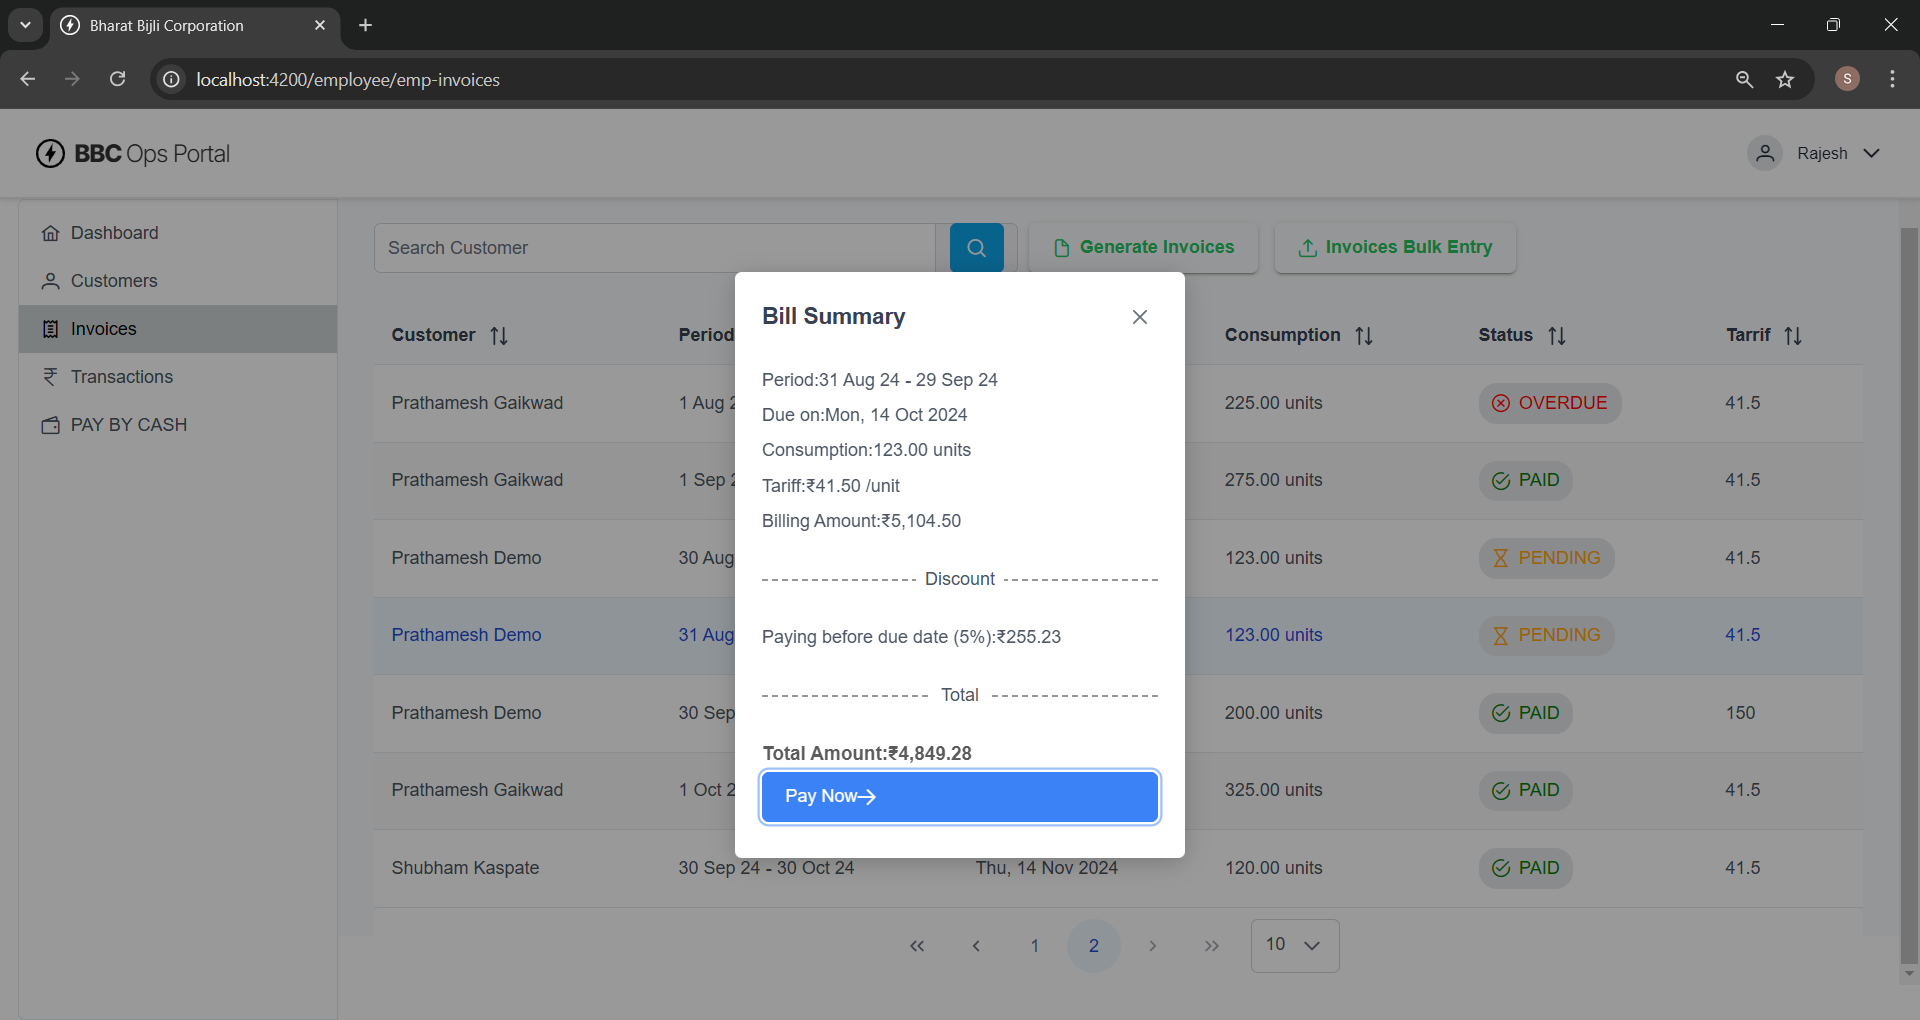 Bharat Bijli Corporation
localhost:4200/employee/emp-invoices
S
BBC Ops Portal
Rajesh
Dashboard
Customers
Invoices
Transactions
PAY BY CASH
Search Customer
Generate Invoices
Invoices Bulk Entry
Customer Period Consumption Status Tarrif
Prathamesh Gaikwad 1 Aug 2 225.00 units OVERDUE 41.5
Prathamesh Gaikwad 1 Sep 2 275.00 units PAID 41.5
Prathamesh Demo 30 Aug 123.00 units PENDING 41.5
Prathamesh Demo 31 Aug 123.00 units PENDING 41.5
Prathamesh Demo 30 Sep 200.00 units PAID 150
Prathamesh Gaikwad 1 Oct 2 325.00 units PAID 41.5
Shubham Kaspate 30 Sep 24 - 30 Oct 24 Thu, 14 Nov 2024 120.00 units PAID 41.5
Bill Summary
Period:31 Aug 24 - 29 Sep 24
Due on:Mon, 14 Oct 2024
Consumption:123.00 units
Tariff:₹41.50 /unit
Billing Amount:₹5,104.50
Discount
Paying before due date (5%):₹255.23
Total
Total Amount:₹4,849.28
Pay Now→
« ‹ 1 2 › » 10